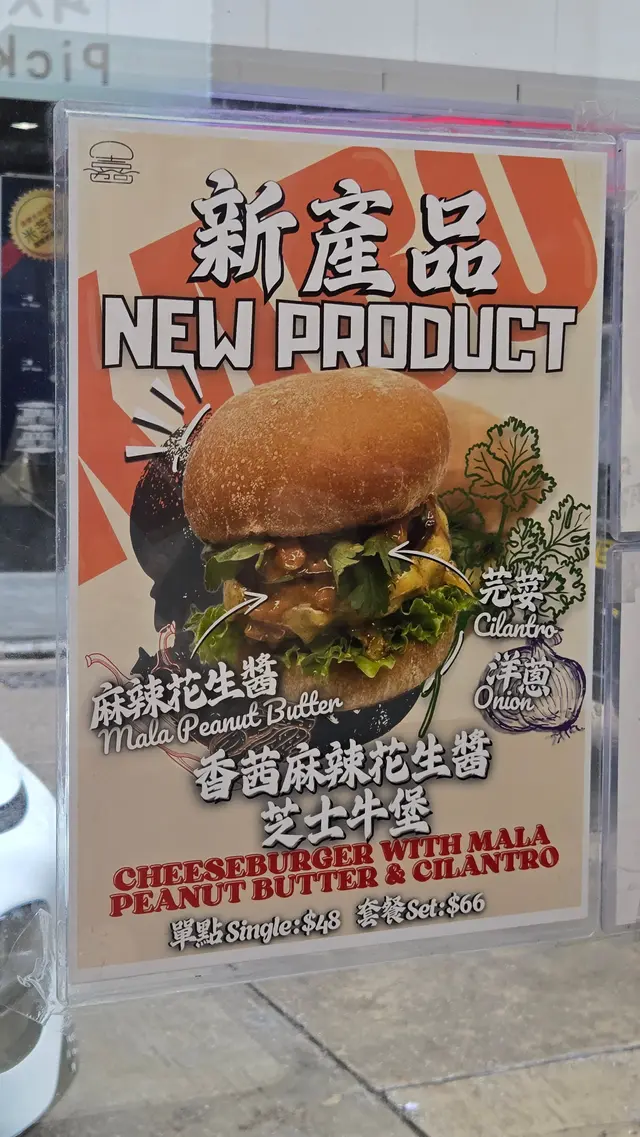 Pick
新產品
NEW PRODUCT
芫荽
Cilantro
洋蔥
Onion
麻辣花生醬
Mala Peanut Butter
香茜麻辣花生醬
芝士牛堡
CHEESEBURGER WITH MALA
PEANUT BUTTER & CILANTRO
單點 Single:$48 套餐 Set:$66